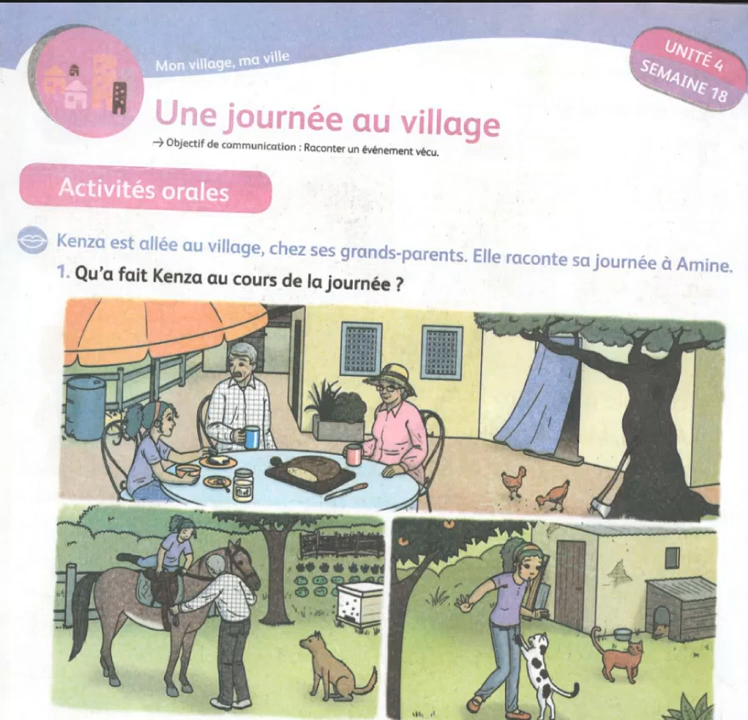 Mon village, ma ville
UNITÉ 4
SEMAINE 18
Une journée au village
→ Objectif de communication : Raconter un événement vécu.
Activités orales
Kenza est allée au village, chez ses grands-parents. Elle raconte sa journée à Amine.
1. Qu'a fait Kenza au cours de la journée ?